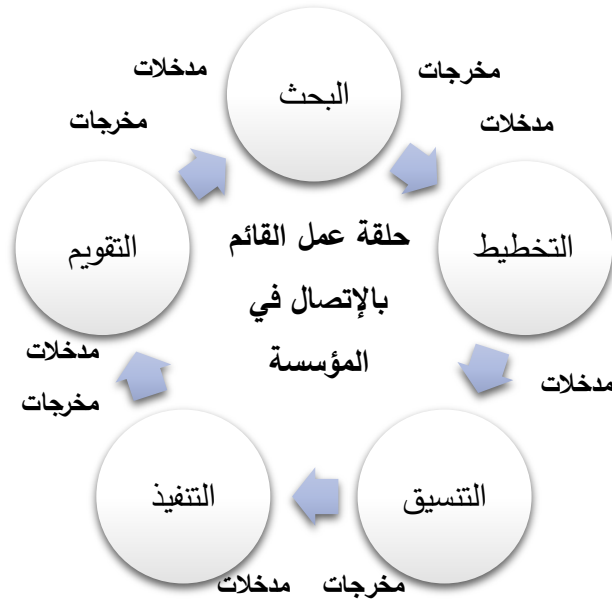 البحث
مخرجات
مدخلات
التخطيط
مدخلات
التنسيق
مخرجات
مدخلات
التنفيذ
مخرجات
مدخلات
التقويم
مخرجات
مدخلات
حلقة عمل القائم
بالإتصال في
المؤسسة